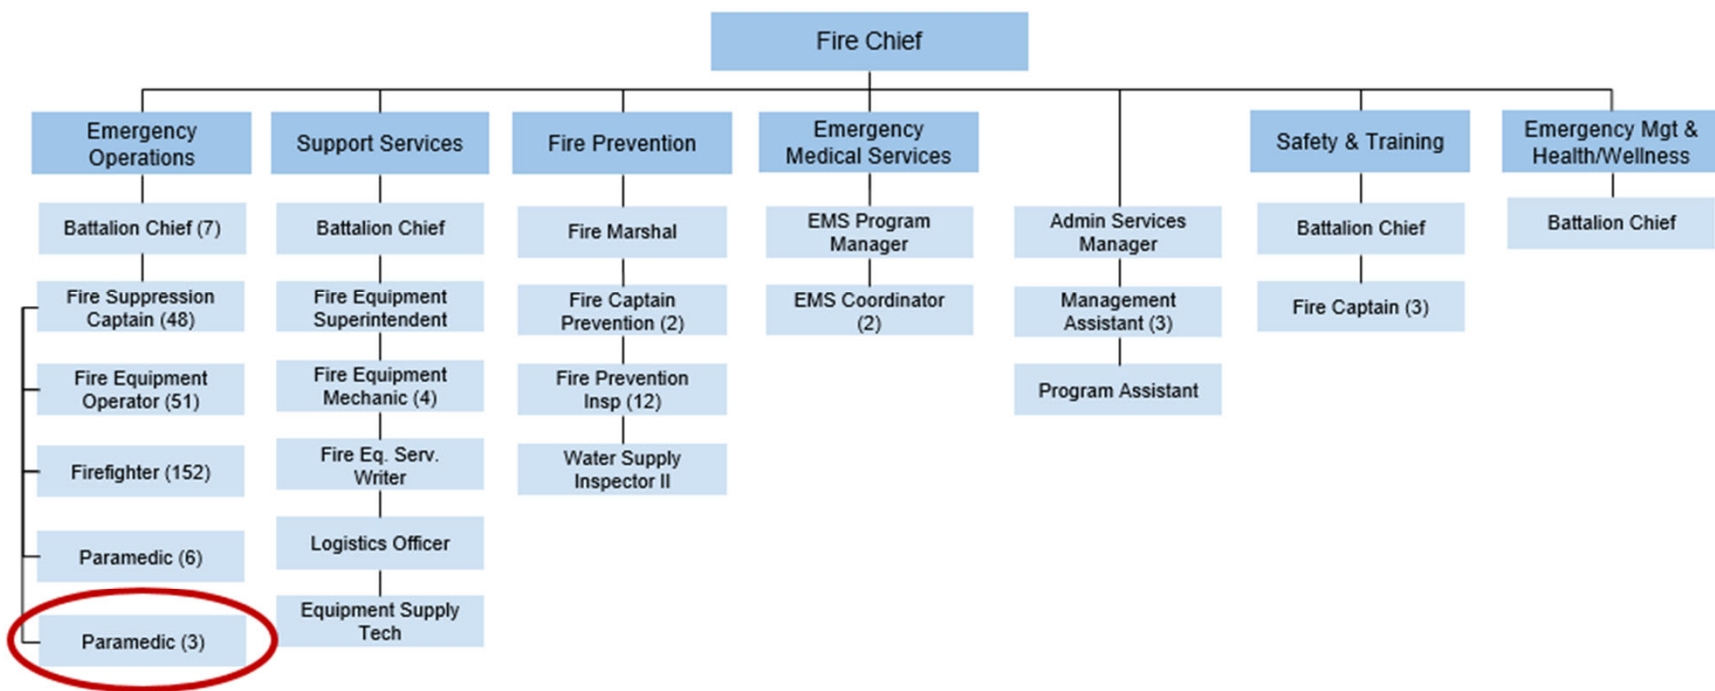 Fire Chief
Emergency
Operations
Battalion Chief (7)
Fire Suppression
Captain (48)
Fire Equipment
Operator (51)
Firefighter (152)
Paramedic (6)
Paramedic (3)
Support Services
Battalion Chief
Fire Equipment
Superintendent
Fire Equipment
Mechanic (4)
Fire Eq. Serv.
Writer
Logistics Officer
Equipment Supply
Tech
Fire Prevention
Fire Marshal
Fire Captain
Prevention (2)
Fire Prevention
Insp (12)
Water Supply
Inspector II
Emergency
Medical Services
EMS Program
Manager
EMS Coordinator
(2)
Admin Services
Manager
Management
Assistant (3)
Program Assistant
Safety & Training
Battalion Chief
Fire Captain (3)
Emergency Mgt &
Health/Wellness
Battalion Chief